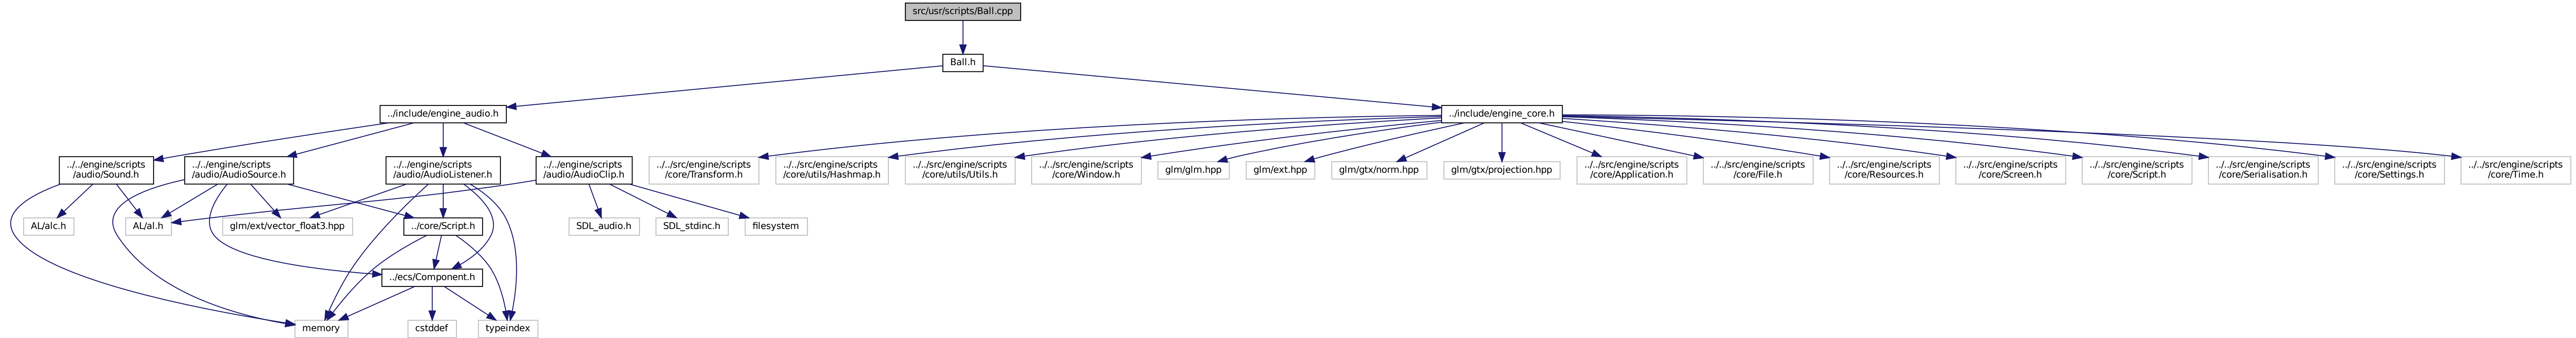 src/usr/scripts/Ball.cpp
Ball.h
../include/engine_audio.h
../include/engine_core.h
../../engine/scripts
/audio/Sound.h
../../engine/scripts
/audio/AudioSource.h
../../engine/scripts
/audio/AudioListener.h
../../engine/scripts
/audio/AudioClip.h
../../src/engine/scripts
/core/Transform.h
../../src/engine/scripts
/core/utils/Hashmap.h
../../src/engine/scripts
/core/utils/Utils.h
../../src/engine/scripts
/core/Window.h
glm/glm.hpp
glm/ext.hpp
glm/gtx/norm.hpp
glm/gtx/projection.hpp
../../src/engine/scripts
/core/Application.h
../../src/engine/scripts
/core/File.h
../../src/engine/scripts
/core/Resources.h
../../src/engine/scripts
/core/Screen.h
../../src/engine/scripts
/core/Script.h
../../src/engine/scripts
/core/Serialisation.h
../../src/engine/scripts
/core/Settings.h
../../src/engine/scripts
/core/Time.h
AL/alc.h
AL/al.h
glm/ext/vector_float3.hpp
../core/Script.h
SDL_audio.h
SDL_stdinc.h
filesystem
../ecs/Component.h
memory
cstddef
typeindex